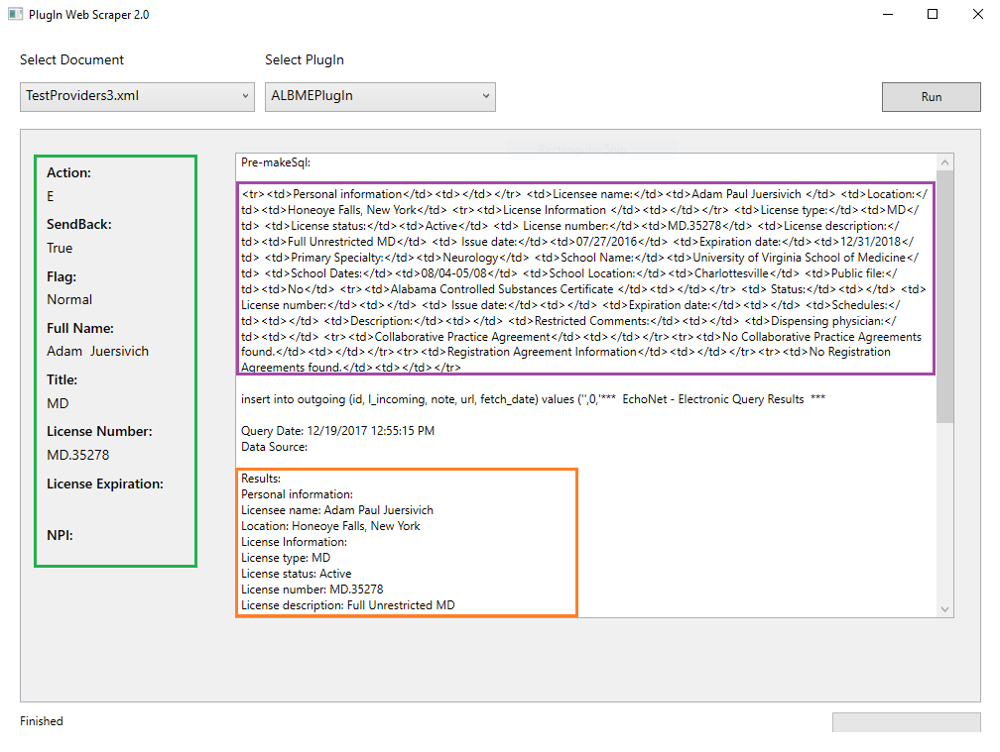 PlugIn Web Scraper 2.0
Select Document
Select PlugIn
TestProviders3.xml
ALBMEPlugIn
Run
Action:
E
SendBack:
True
Flag:
Normal
Full Name:
Adam  Juersivich
Title:
MD
License Number:
MD.35278
License Expiration:
NPI:
Pre-makeSql:
<tr><td>Personal information</td><td></td></tr> <td>Licensee name:</td><td>Adam Paul Juersivich </td> <td>Location:</
td><td>Honeoye Falls, New York</td> <tr><td>License Information </td><td></td></tr> <td>License type:</td><td>MD</
td> <td>License status:</td><td>Active</td> <td> License number:</td><td>MD.35278</td> <td>License description:</
td><td>Full Unrestricted MD</td> <td> Issue date:</td><td>07/27/2016</td> <td>Expiration date:</td><td>12/31/2018</
td> <td>Primary Specialty:</td><td>Neurology</td> <td>School Name:</td><td>University of Virginia School of Medicine</
td> <td>School Dates:</td><td>08/04-05/08</td> <td>School Location:</td><td>Charlottesville</td> <td>Public file:</
td><td>No</td> <tr><td>Alabama Controlled Substances Certificate </td><td></td></tr> <td> Status:</td><td></td> <td>
License number:</td><td></td> <td> Issue date:</td><td></td> <td>Expiration date:</td><td></td> <td>Schedules:</
td><td></td> <td>Description:</td><td></td> <td>Restricted Comments:</td><td></td> <td>Dispensing physician:</
td><td></td> <tr><td>Collaborative Practice Agreement</td><td></td></tr><tr><td>No Collaborative Practice Agreements
found.</td><td></td></tr><tr><td>Registration Agreement Information</td><td></td></tr><tr><td>No Registration
Agreements found.</td><td></td></tr>
insert into outgoing (id, l_incoming, note, url, fetch_date) values ('',0,'***  EchoNet - Electronic Query Results  ***
Query Date: 12/19/2017 12:55:15 PM
Data Source:
Results:
Personal information:
Licensee name: Adam Paul Juersivich
Location: Honeoye Falls, New York
License Information:
License type: MD
License status: Active
License number: MD.35278
License description: Full Unrestricted MD
Finished